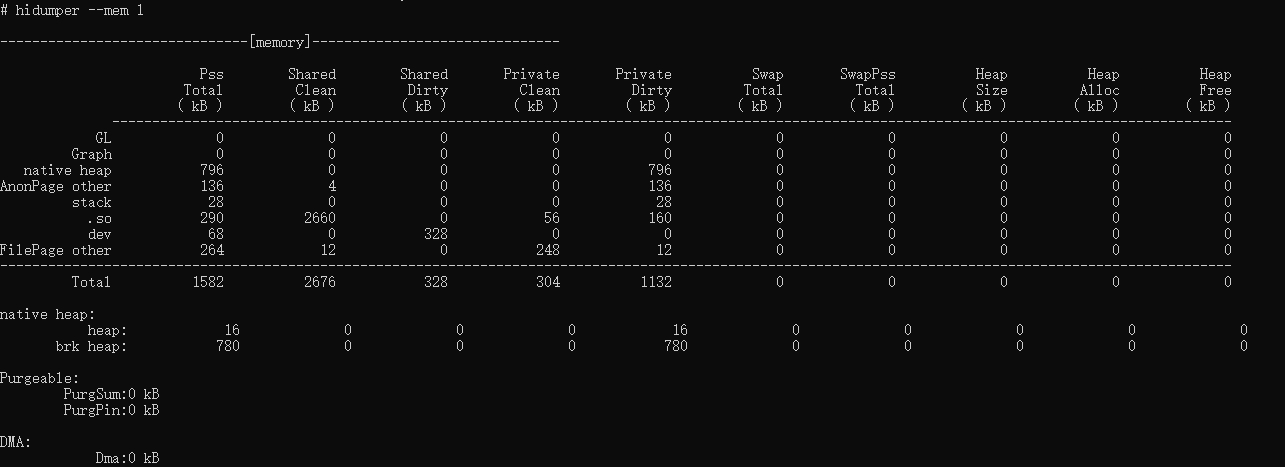 # hidumper --mem 1
-------------------------------[memory]-------------------------------
Pss Shared Shared Private Private Swap SwapPss Heap Heap Heap
Total Clean Dirty Clean Dirty Total Total Size Alloc Free
( kB ) ( kB ) ( kB ) ( kB ) ( kB ) ( kB ) ( kB ) ( kB ) ( kB ) ( kB )
------------------------------------------------------------------------------------------------------------------------------------------
GL 0 0 0 0 0 0 0 0 0 0
Graph 0 0 0 0 0 0 0 0 0 0
native heap 796 0 0 0 796 0 0 0 0 0
AnonPage other 136 4 0 0 136 0 0 0 0 0
stack 28 0 0 0 28 0 0 0 0 0
.so 290 2660 0 56 160 0 0 0 0 0
dev 68 0 328 0 0 0 0 0 0 0
FilePage other 264 12 0 248 12 0 0 0 0 0
----------------------------------------------------------------------------------------------------------------------------------------------------------
Total 1582 2676 328 304 1132 0 0 0 0 0
native heap:
heap: 16 0 0 0 16 0 0 0 0 0
brk heap: 780 0 0 0 780 0 0 0 0 0
Purgeable:
PurgSum:0 kB
PurgPin:0 kB
DMA:
Dma:0 kB